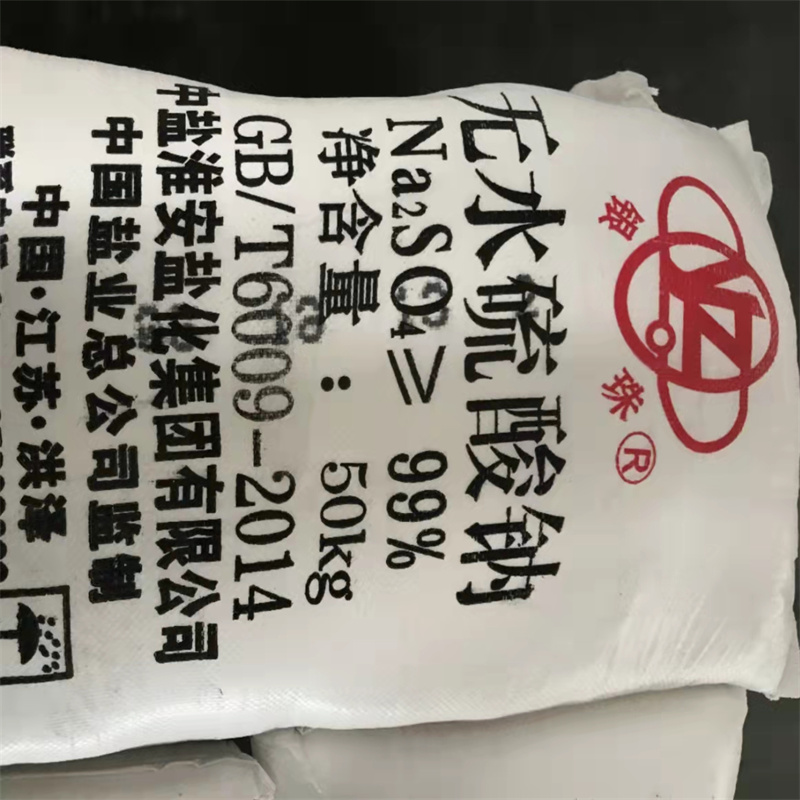 银珠®
YZ
无水硫酸钠
Na₂SO₄≥ 99%
净含量: 50kg
GB/T6009-2014
中盐淮安盐化集团有限公司
中国盐业总公司监制
中国·江苏·洪泽